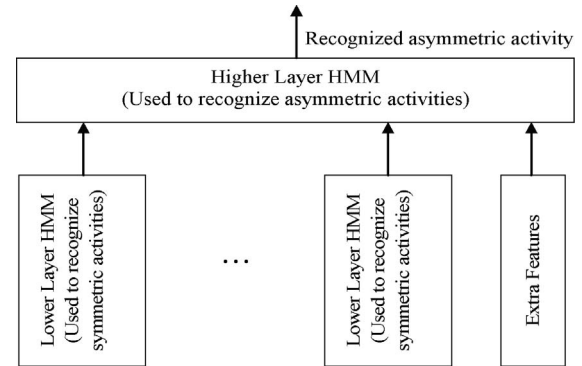 Recognized asymmetric activity
Higher Layer HMM
(Used to recognize asymmetric activities)
Lower Layer HMM
(Used to recognize
symmetric activities)
...
Lower Layer HMM
(Used to recognize
symmetric activities)
Extra Features